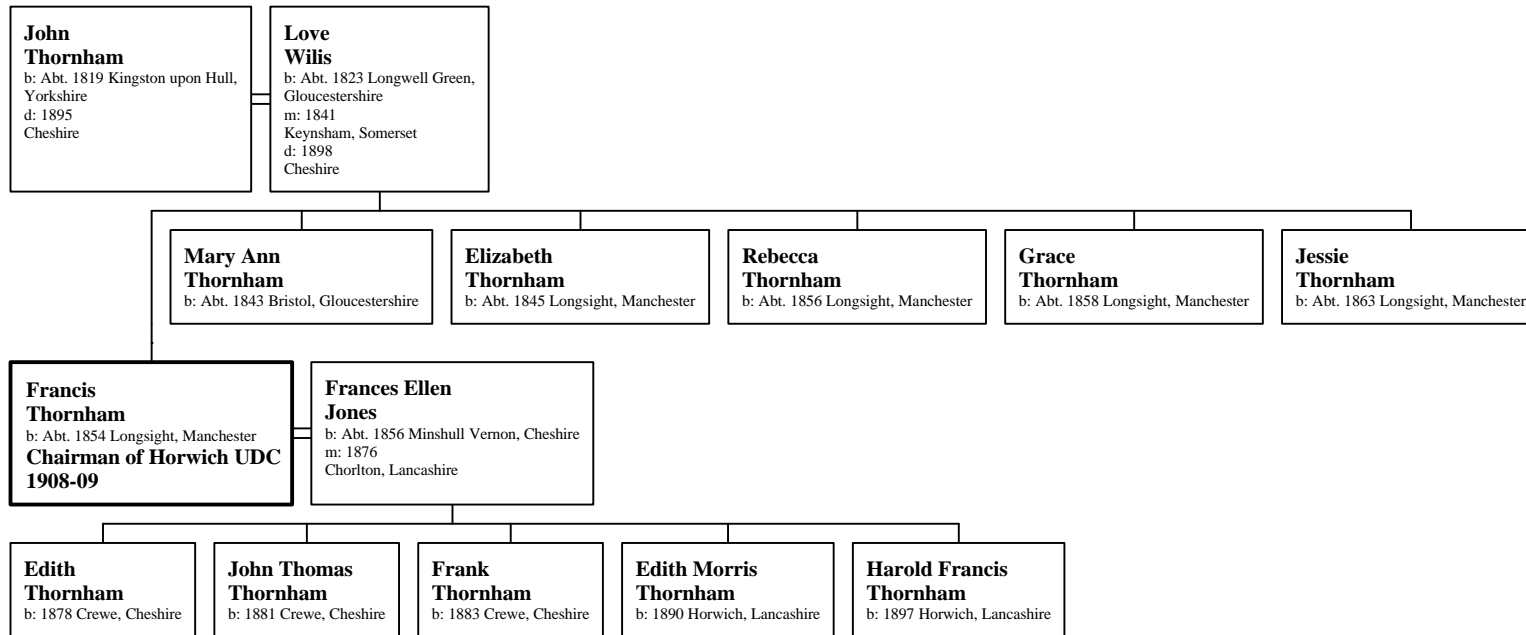 John
Thornham
b: Abt. 1819 Kingston upon Hull,
Yorkshire
d: 1895
Cheshire
Love
Wilis
b: Abt. 1823 Longwell Green,
Gloucestershire
m: 1841
Keynsham, Somerset
d: 1898
Cheshire
Mary Ann
Thornham
b: Abt. 1843 Bristol, Gloucestershire
Elizabeth
Thornham
b: Abt. 1845 Longsight, Manchester
Rebecca
Thornham
b: Abt. 1856 Longsight, Manchester
Grace
Thornham
b: Abt. 1858 Longsight, Manchester
Jessie
Thornham
b: Abt. 1863 Longsight, Manchester
Francis
Thornham
b: Abt. 1854 Longsight, Manchester
Chairman of Horwich UDC
1908-09
Frances Ellen
Jones
b: Abt. 1856 Minshull Vernon, Cheshire
m: 1876
Chorlton, Lancashire
Edith
Thornham
b: 1878 Crewe, Cheshire
John Thomas
Thornham
b: 1881 Crewe, Cheshire
Frank
Thornham
b: 1883 Crewe, Cheshire
Edith Morris
Thornham
b: 1890 Horwich, Lancashire
Harold Francis
Thornham
b: 1897 Horwich, Lancashire